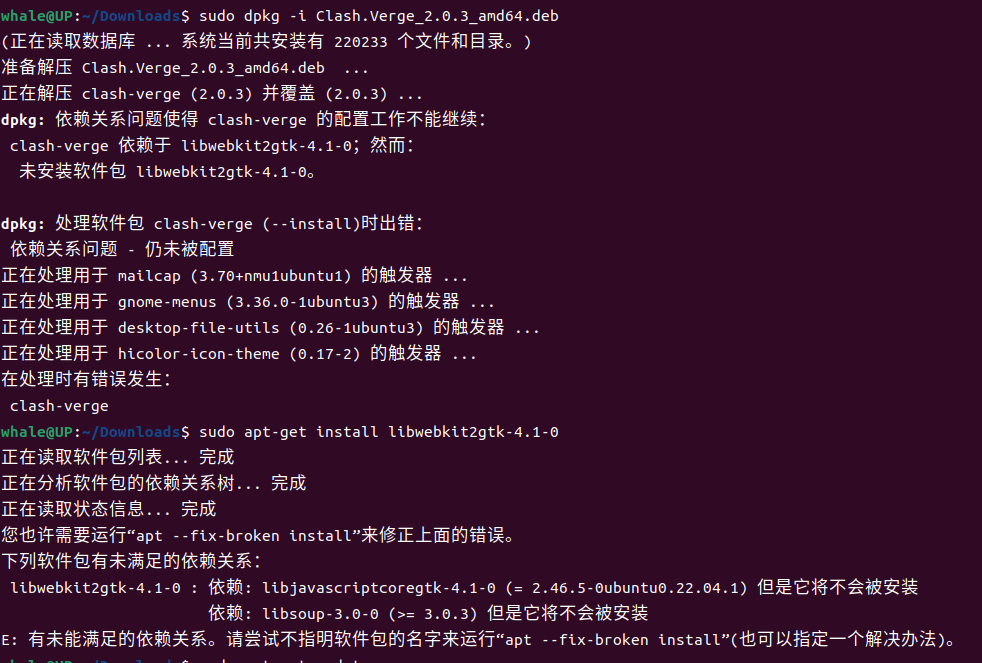 whale@UP:~/Downloads$ sudo dpkg -i Clash.Verge_2.0.3_amd64.deb
(正在读取数据库 ... 系统当前共安装有 220233 个文件和目录。)
准备解压 Clash.Verge_2.0.3_amd64.deb ...
正在解压 clash-verge (2.0.3) 并覆盖 (2.0.3) ...
dpkg: 依赖关系问题使得 clash-verge 的配置工作不能继续：
clash-verge 依赖于 libwebkit2gtk-4.1-0；然而：
未安装软件包 libwebkit2gtk-4.1-0。
dpkg: 处理软件包 clash-verge (--install)时出错：
依赖关系问题 - 仍未被配置
正在处理用于 mailcap (3.70+nmu1ubuntu1) 的触发器 ...
正在处理用于 gnome-menus (3.36.0-1ubuntu3) 的触发器 ...
正在处理用于 desktop-file-utils (0.26-1ubuntu3) 的触发器 ...
正在处理用于 hicolor-icon-theme (0.17-2) 的触发器 ...
在处理时有错误发生：
clash-verge
whale@UP:~/Downloads$ sudo apt-get install libwebkit2gtk-4.1-0
正在读取软件包列表... 完成
正在分析软件包的依赖关系树... 完成
正在读取状态信息... 完成
您也许需要运行“apt --fix-broken install”来修正上面的错误。
下列软件包有未满足的依赖关系：
libwebkit2gtk-4.1-0 : 依赖: libjavascriptcoregtk-4.1-0 (= 2.46.5-0ubuntu0.22.04.1) 但是它将不会被安装
依赖: libsoup-3.0-0 (>= 3.0.3) 但是它将不会被安装
E: 有未能满足的依赖关系。请尝试不指明软件包的名字来运行“apt --fix-broken install”(也可以指定一个解决办法)。